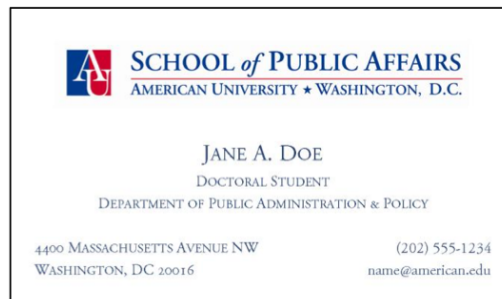 AU
SCHOOL of PUBLIC AFFAIRS
AMERICAN UNIVERSITY ★ WASHINGTON, D.C.
JANE A. DOE
DOCTORAL STUDENT
DEPARTMENT OF PUBLIC ADMINISTRATION & POLICY
4400 MASSACHUSETTS AVENUE NW
(202) 555-1234
WASHINGTON, DC 20016
name@american.edu